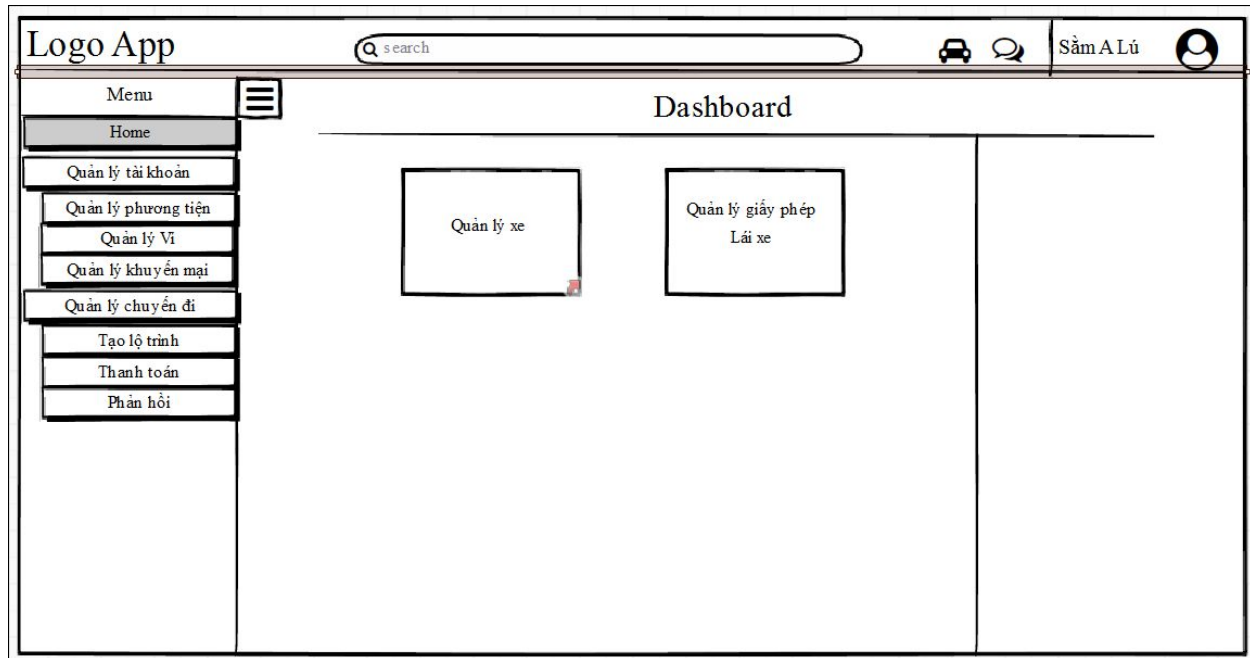 Logo App
search
Sằm A Lú
Menu
Dashboard
Home
Quản lý tài khoản
Quản lý phương tiện
Quản lý Ví
Quản lý khuyến mại
Quản lý chuyến đi
Tạo lộ trình
Thanh toán
Phản hồi
Quản lý xe
Quản lý giấy phép
Lái xe